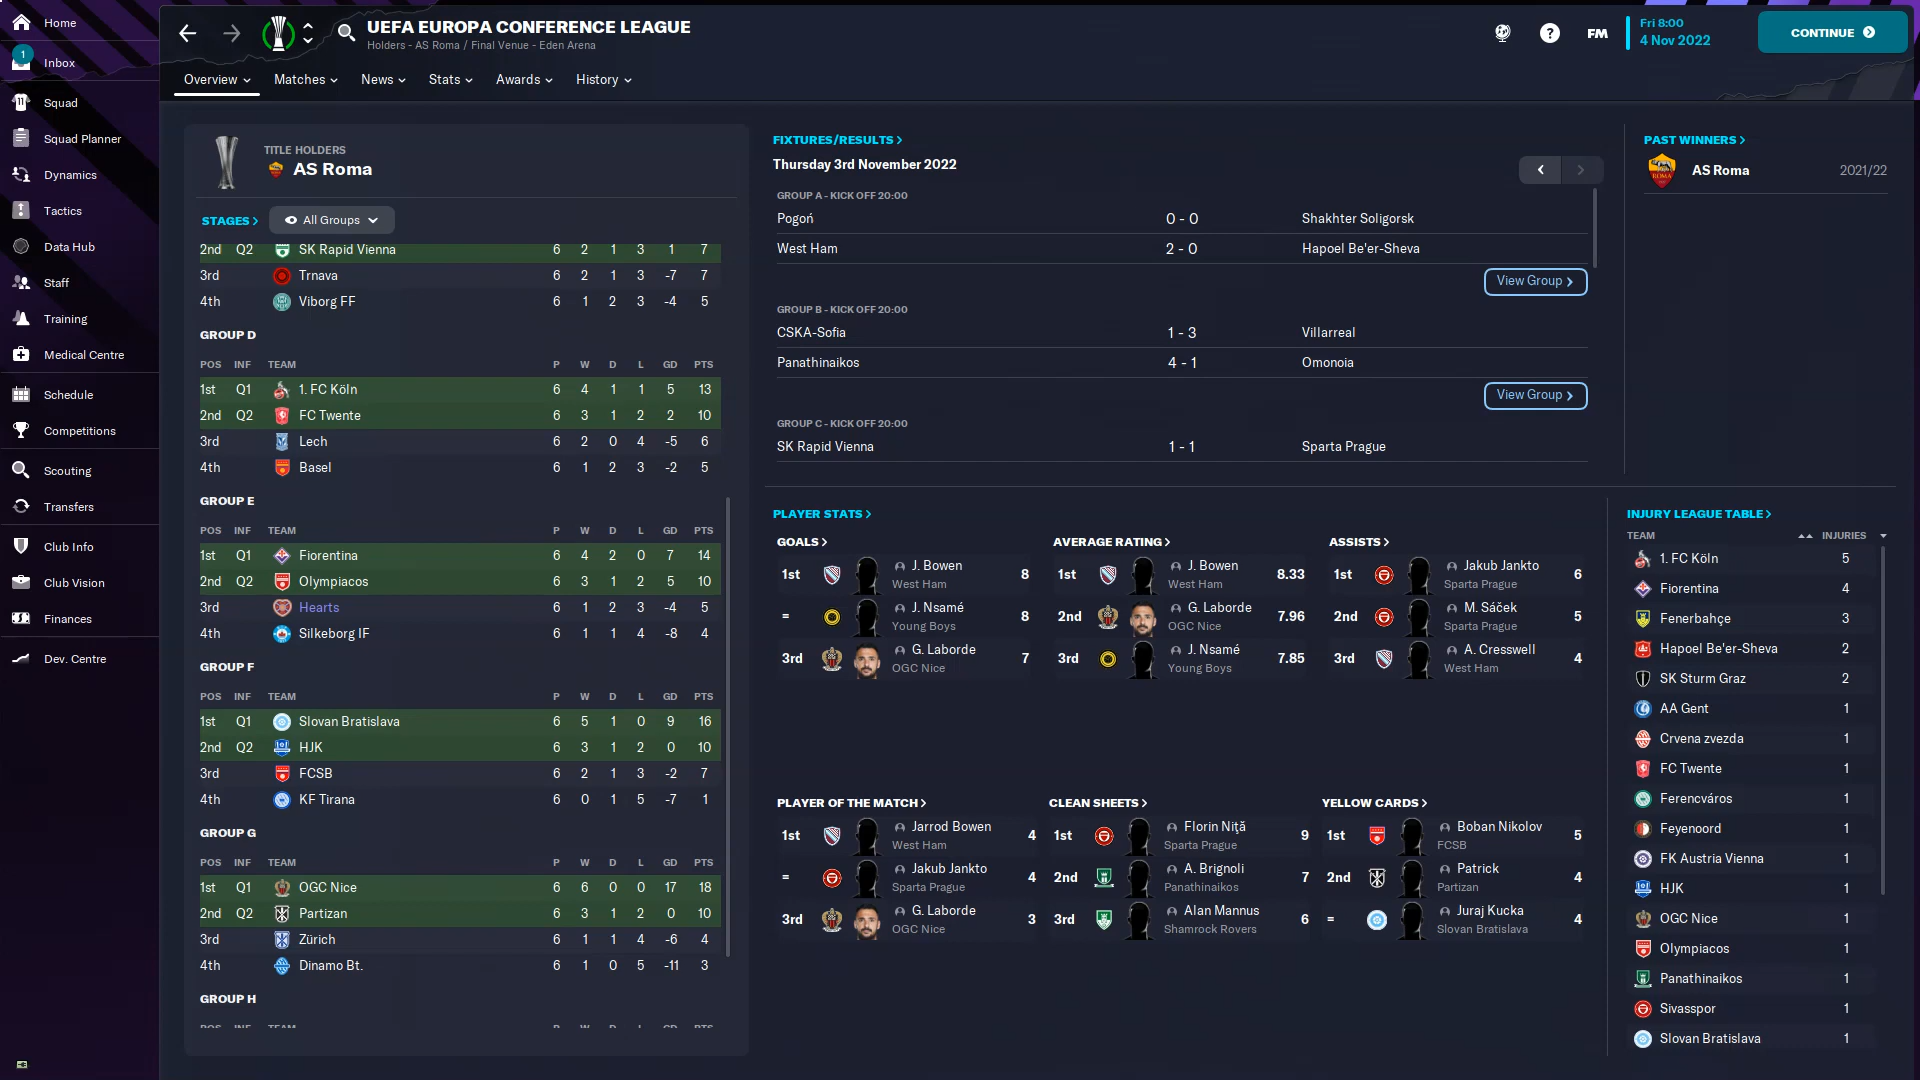 Home
1
Inbox
Squad
Squad Planner
Dynamics
Tactics
Data Hub
Staff
Training
Medical Centre
Schedule
Competitions
Scouting
Transfers
Club Info
Club Vision
Finances
Dev. Centre
UEFA EUROPA CONFERENCE LEAGUE
Holders - AS Roma / Final Venue - Eden Arena
? FM
Fri 8:00
4 Nov 2022
CONTINUE
Overview Matches News Stats Awards History
TITLE HOLDERS
AS Roma
STAGES All Groups
2nd Q2 SK Rapid Vienna 6 2 1 3 1 7
3rd Trnava 6 2 1 3 -7 7
4th Viborg FF 6 1 2 3 -4 5
GROUP D
POS INF TEAM P W D L GD PTS
1st Q1 1. FC Köln 6 4 1 1 5 13
2nd Q2 FC Twente 6 3 1 2 2 10
3rd Lech 6 2 0 4 -5 6
4th Basel 6 1 2 3 -2 5
GROUP E
POS INF TEAM P W D L GD PTS
1st Q1 Fiorentina 6 4 2 0 7 14
2nd Q2 Olympiacos 6 3 1 2 5 10
3rd Hearts 6 1 2 3 -4 5
4th Silkeborg IF 6 1 1 4 -8 4
GROUP F
POS INF TEAM P W D L GD PTS
1st Q1 Slovan Bratislava 6 5 1 0 9 16
2nd Q2 HJK 6 3 1 2 0 10
3rd FCSB 6 2 1 3 -2 7
4th KF Tirana 6 0 1 5 -7 1
GROUP G
POS INF TEAM P W D L GD PTS
1st Q1 OGC Nice 6 6 0 0 17 18
2nd Q2 Partizan 6 3 1 2 0 10
3rd Zürich 6 1 1 4 -6 4
4th Dinamo Bt. 6 1 0 5 -11 3
GROUP H
POS INF TEAM P W D L GD PTS
FIXTURES/RESULTS
Thursday 3rd November 2022
GROUP A - KICK OFF 20:00
Pogoń 0 - 0 Shakhter Soligorsk
West Ham 2 - 0 Hapoel Be'er-Sheva
View Group
GROUP B - KICK OFF 20:00
CSKA-Sofia 1 - 3 Villarreal
Panathinaikos 4 - 1 Omonoia
View Group
GROUP C - KICK OFF 20:00
SK Rapid Vienna 1 - 1 Sparta Prague
PAST WINNERS
AS Roma 2021/22
PLAYER STATS
GOALS
1st J. Bowen 8
West Ham
= J. Nsamé 8
Young Boys
3rd G. Laborde 7
OGC Nice
AVERAGE RATING
1st J. Bowen 8.33
West Ham
2nd G. Laborde 7.96
OGC Nice
3rd J. Nsamé 7.85
Young Boys
ASSISTS
1st Jakub Jankto 6
Sparta Prague
2nd M. Sáček 5
Sparta Prague
3rd A. Cresswell 4
West Ham
PLAYER OF THE MATCH
1st Jarrod Bowen 4
West Ham
= Jakub Jankto 4
Sparta Prague
3rd G. Laborde 3
OGC Nice
CLEAN SHEETS
1st Florin Niţă 9
Sparta Prague
2nd A. Brignoli 7
Panathinaikos
3rd Alan Mannus 6
Shamrock Rovers
YELLOW CARDS
1st Boban Nikolov 5
FCSB
2nd Patrick 4
Partizan
= Juraj Kucka 4
Slovan Bratislava
INJURY LEAGUE TABLE
TEAM INJURIES
1. FC Köln 5
Fiorentina 4
Fenerbahçe 3
Hapoel Be'er-Sheva 2
SK Sturm Graz 2
AA Gent 1
Crvena zvezda 1
FC Twente 1
Ferencváros 1
Feyenoord 1
FK Austria Vienna 1
HJK 1
OGC Nice 1
Olympiacos 1
Panathinaikos 1
Sivasspor 1
Slovan Bratislava 1